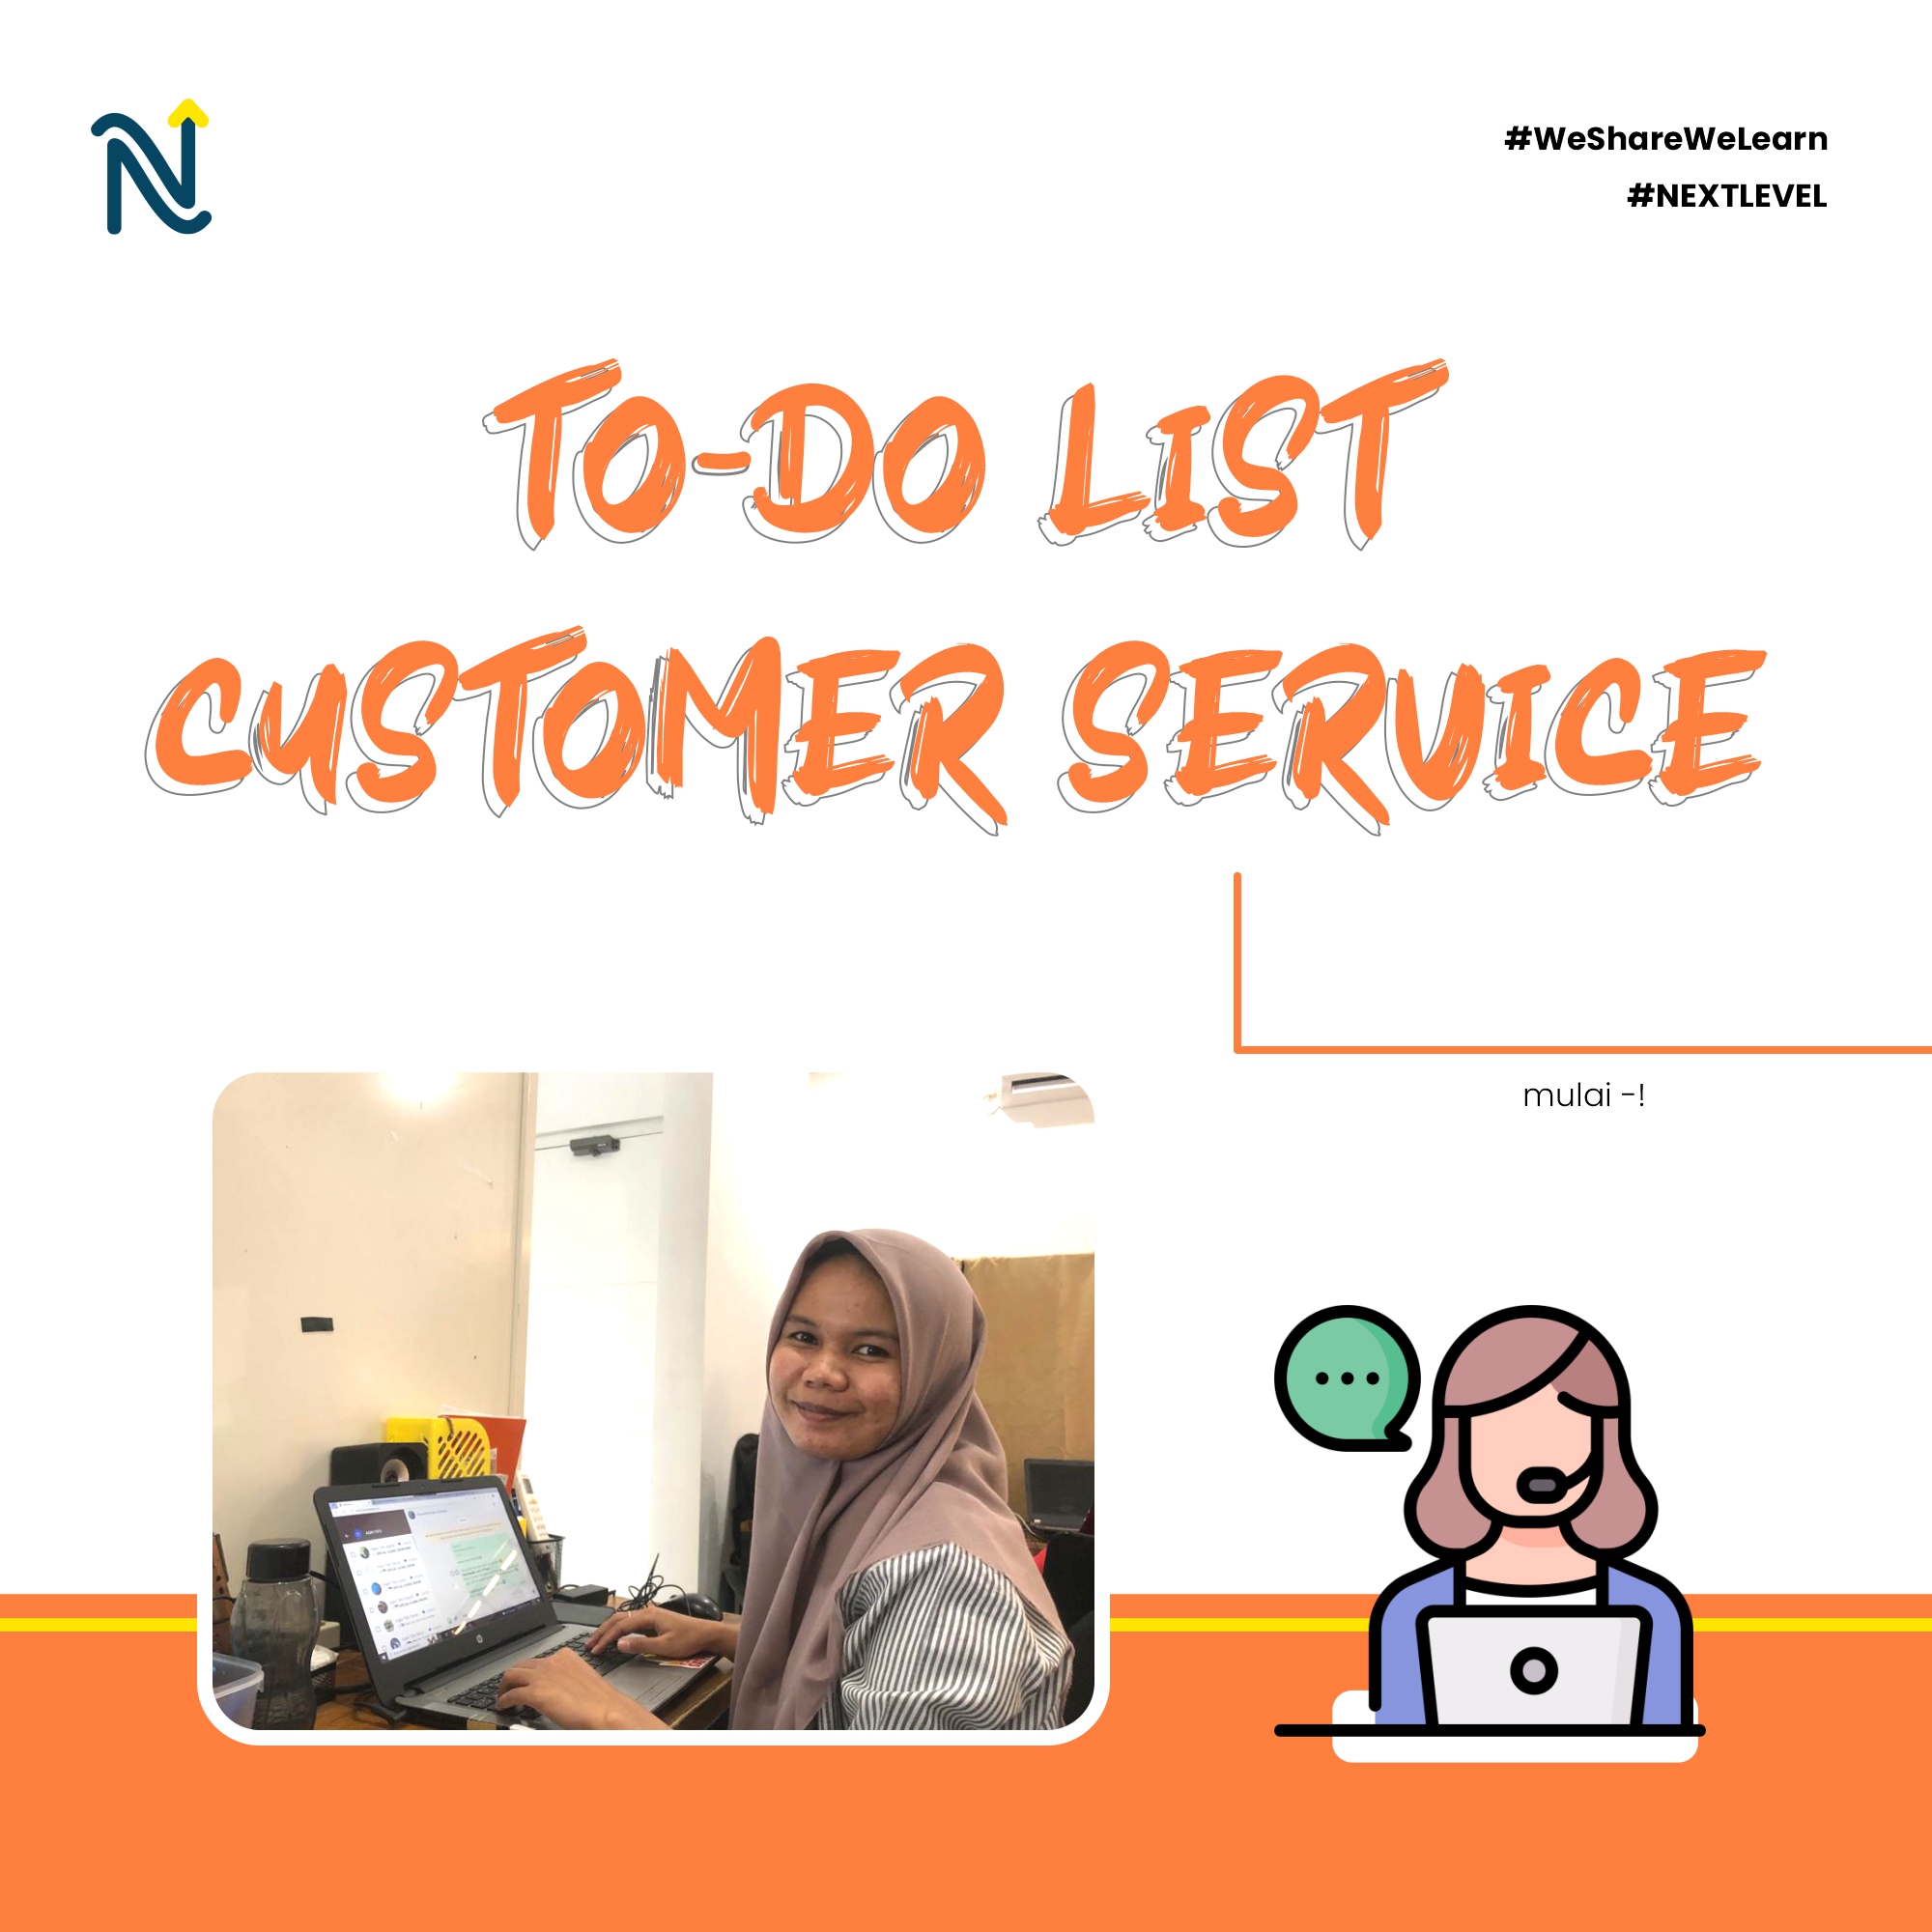 #WeShareWeLearn
#NEXTLEVEL
TO-DO LIST
CUSTOMER SERVICE
mulai -!